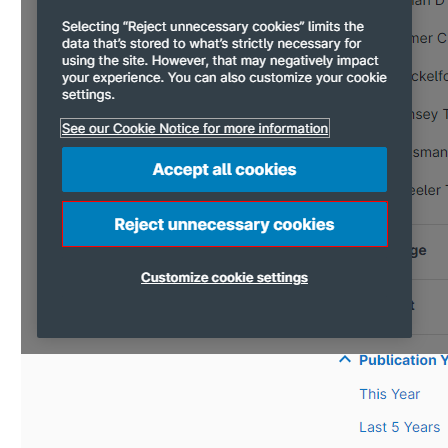 Selecting "Reject unnecessary cookies" limits the
data that's stored to what's strictly necessary for
using the site. However, that may negatively impact
your experience. You can also customize your cookie
settings.
See our Cookie Notice for more information
Accept all cookies
Reject unnecessary cookies
Customize cookie settings
Publication Y
This Year
Last 5 Years